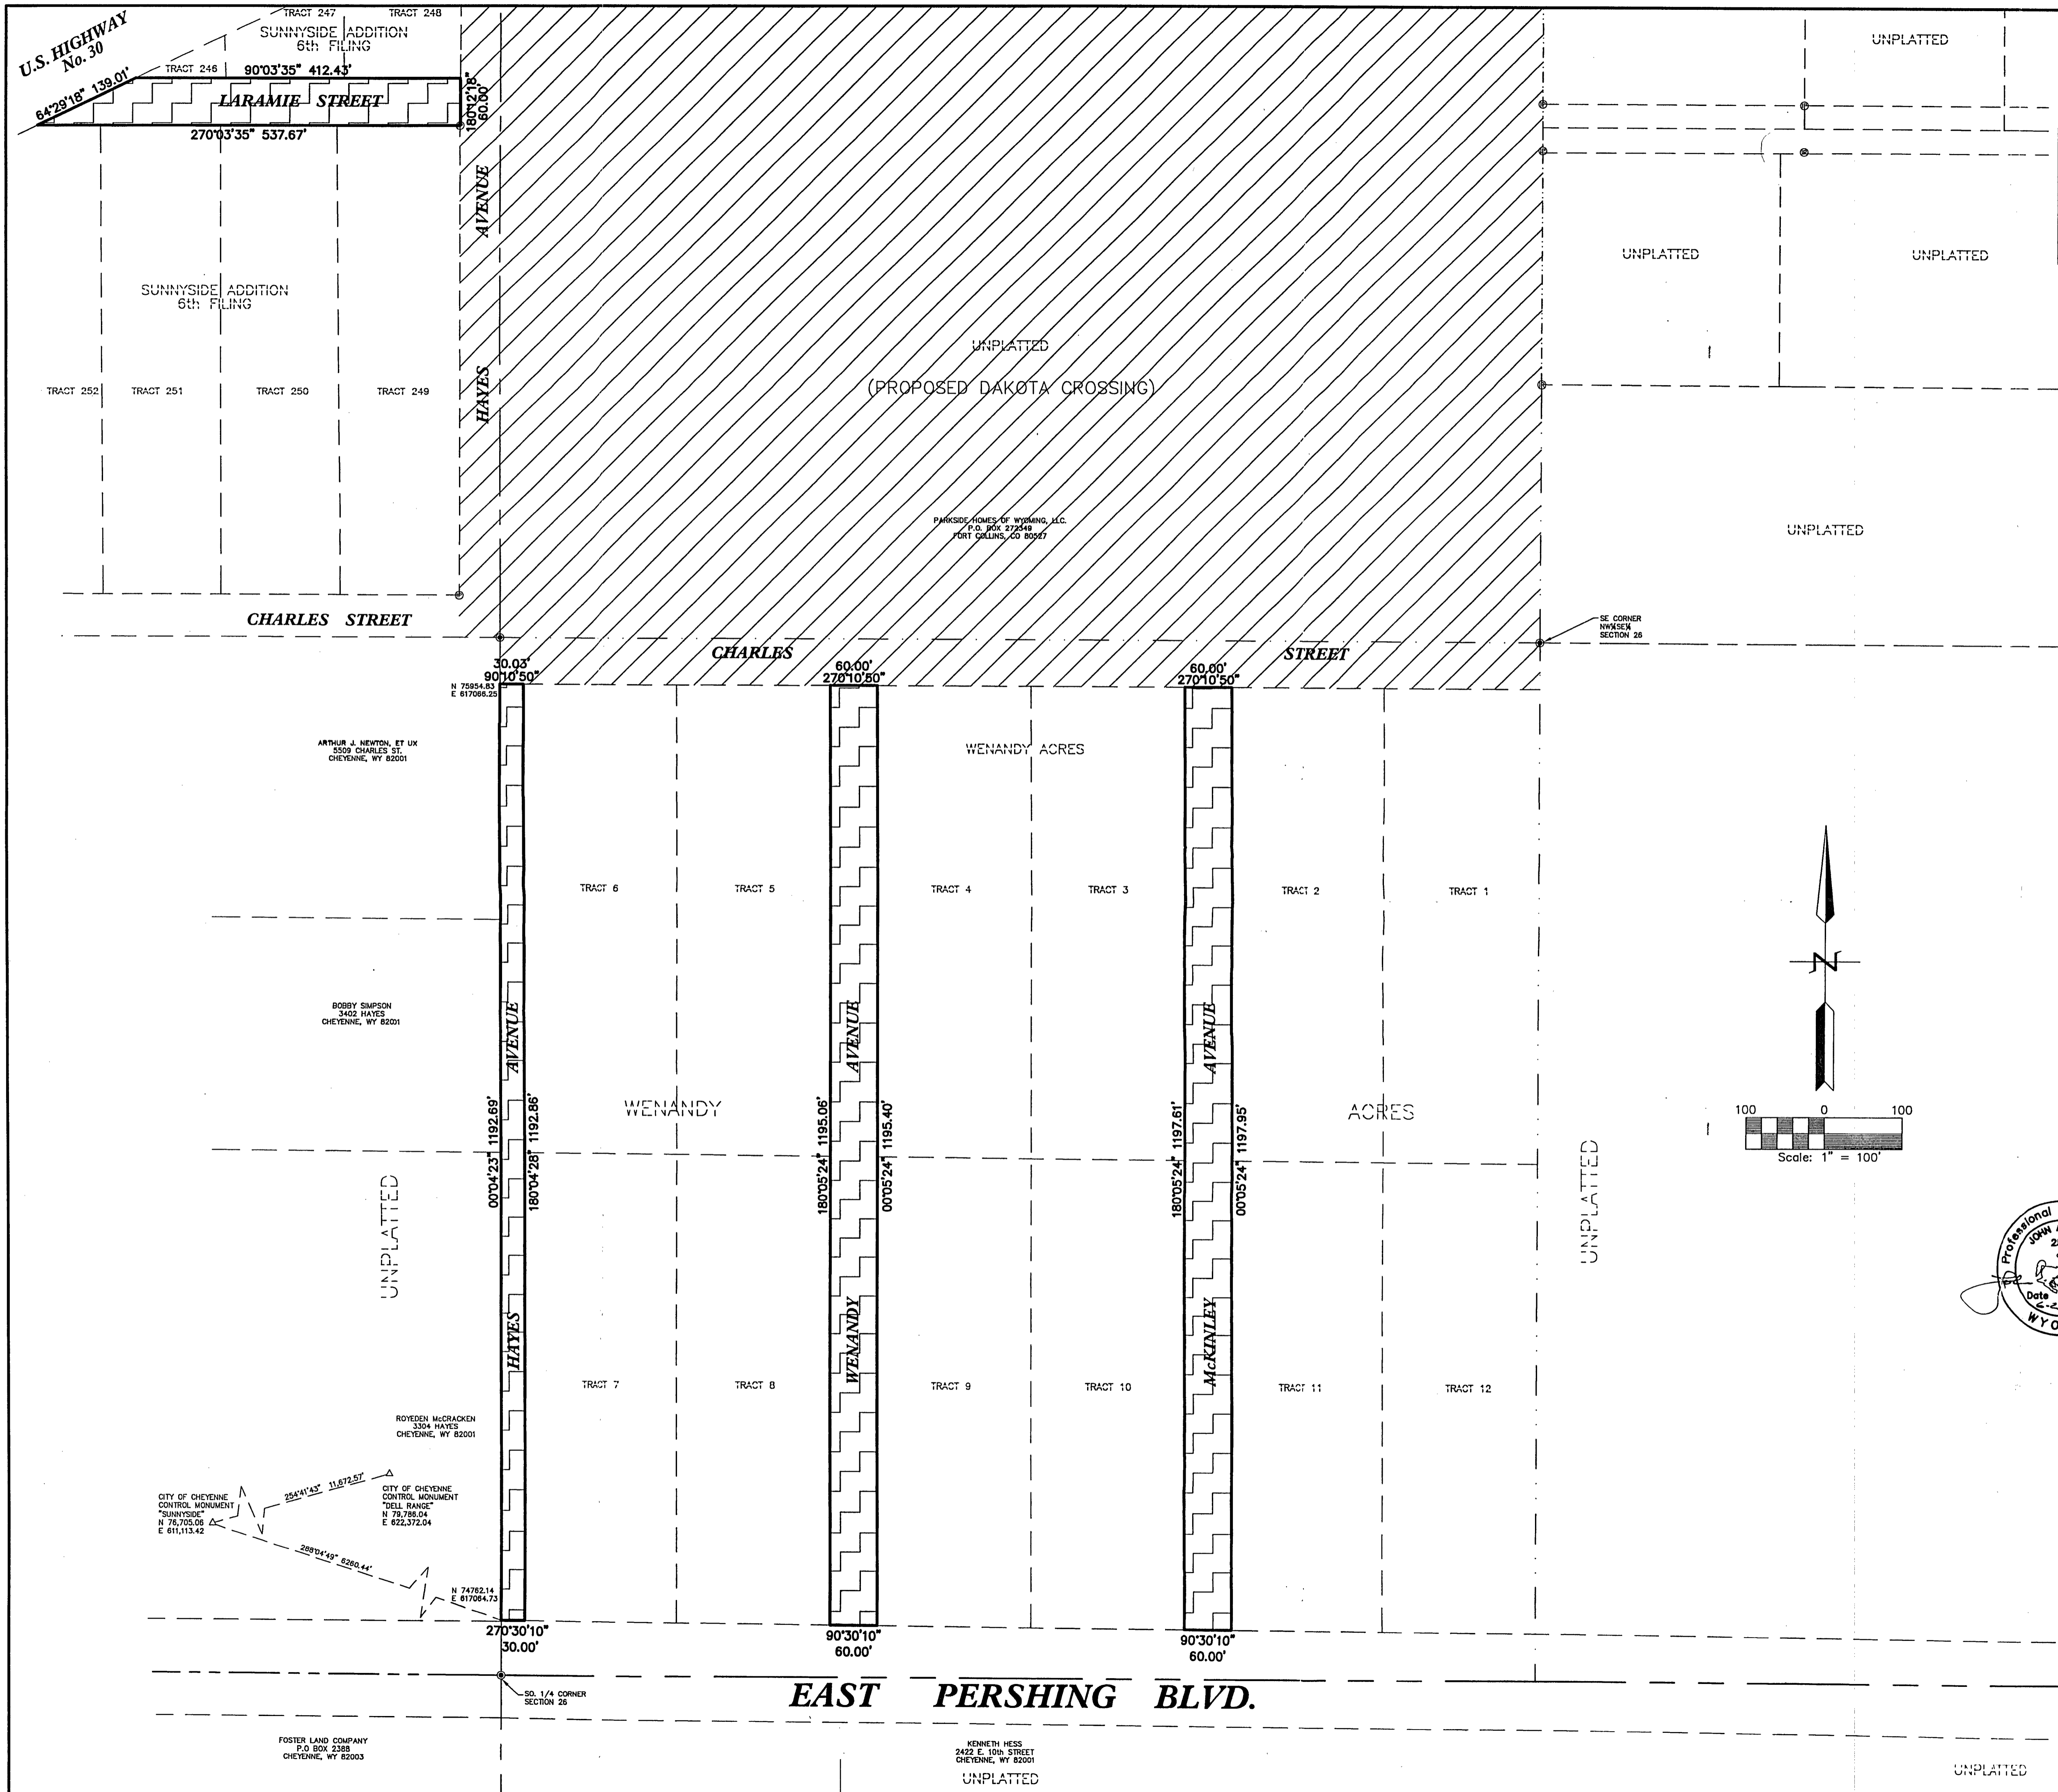 U.S. HIGHWAY
No. 30
TRACT 247
TRACT 248
SUNNYSIDE ADDITION
6th FILING
TRACT 246
90°03'35" 412.43'
64°29'18" 139.01'
LARAMIE STREET
180°12'18"
60.00'
270°03'35" 537.67'
HAYES AVENUE
SUNNYSIDE ADDITION
6th FILING
TRACT 252
TRACT 251
TRACT 250
TRACT 249
UNPLATTED
(PROPOSED DAKOTA CROSSING)
PARKSIDE HOMES OF WYOMING, LLC.
P.O. BOX 272349
FORT COLLINS, CO 80527
UNPLATTED
UNPLATTED
UNPLATTED
UNPLATTED
CHARLES STREET
SE CORNER
NW¼SE¼
SECTION 26
CHARLES STREET
30.03'
90°10'50"
60.00'
270°10'50"
60.00'
270°10'50"
N 75954.83
E 617066.25
ARTHUR J. NEWTON, ET UX
5509 CHARLES ST.
CHEYENNE, WY 82001
WENANDY ACRES
TRACT 6
TRACT 5
TRACT 4
TRACT 3
TRACT 2
TRACT 1
BOBBY SIMPSON
3402 HAYES
CHEYENNE, WY 82001
HAYES AVENUE
WENANDY AVENUE
McKINLEY AVENUE
00°04'23" 1192.69'
180°04'28" 1192.86'
180°05'24" 1195.06'
00°05'24" 1195.40'
180°05'24" 1197.61'
00°05'24" 1197.95'
WENANDY ACRES
UNPLATTED
UNPLATTED
N
100 0 100
Scale: 1" = 100'
Professional
JOHN
Date
TRACT 7
TRACT 8
TRACT 9
TRACT 10
TRACT 11
TRACT 12
ROYEDEN McCRACKEN
3304 HAYES
CHEYENNE, WY 82001
254°41'43" 11,672.57'
CITY OF CHEYENNE
CONTROL MONUMENT
"SUNNYSIDE"
N 76,705.06
E 611,113.42
CITY OF CHEYENNE
CONTROL MONUMENT
"DELL RANGE"
N 79,786.04
E 622,372.04
288°04'49" 6260.44'
N 74762.14
E 617064.73
270°30'10"
30.00'
90°30'10"
60.00'
90°30'10"
60.00'
SO. 1/4 CORNER
SECTION 26
EAST PERSHING BLVD.
FOSTER LAND COMPANY
P.O BOX 2388
CHEYENNE, WY 82003
KENNETH HESS
2422 E. 10th STREET
CHEYENNE, WY 82001
UNPLATTED
UNPLATTED